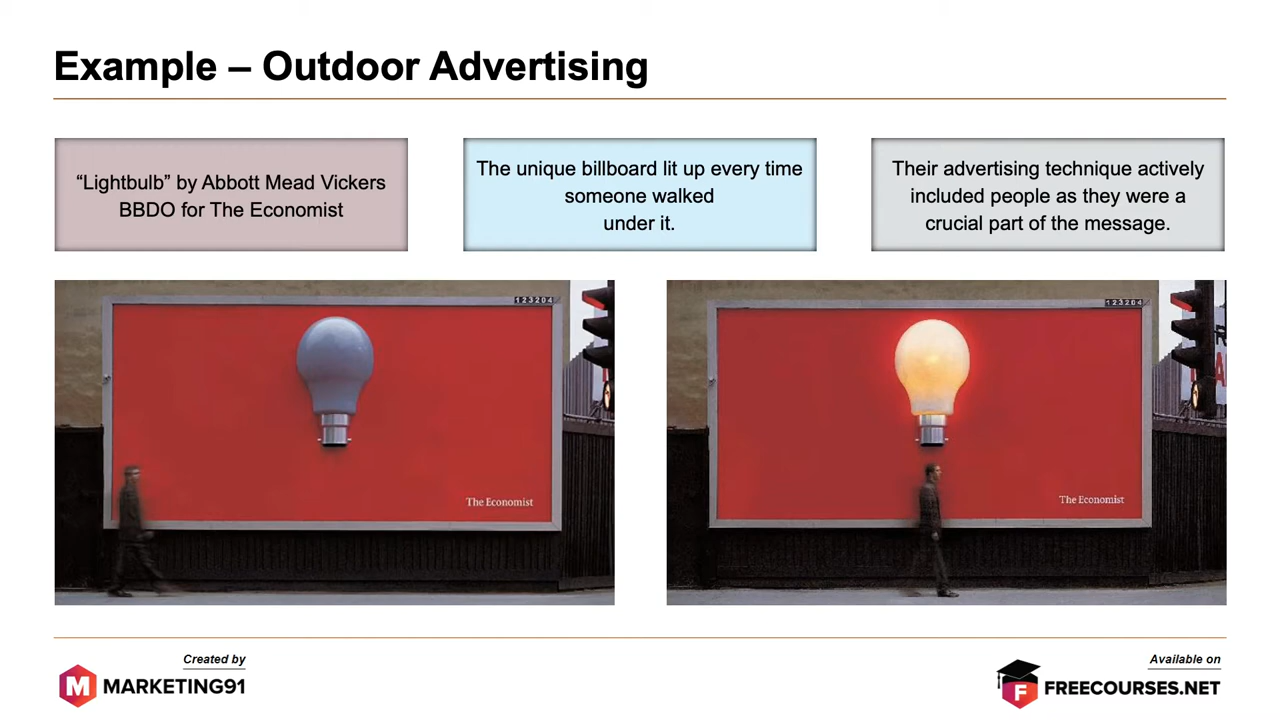 Example – Outdoor Advertising
“Lightbulb” by Abbott Mead Vickers
BBDO for The Economist
The unique billboard lit up every time
someone walked
under it.
Their advertising technique actively
included people as they were a
crucial part of the message.
123204
The Economist
123204
The Economist
Created by
M MARKETING91
Available on
F FREECOURSES.NET